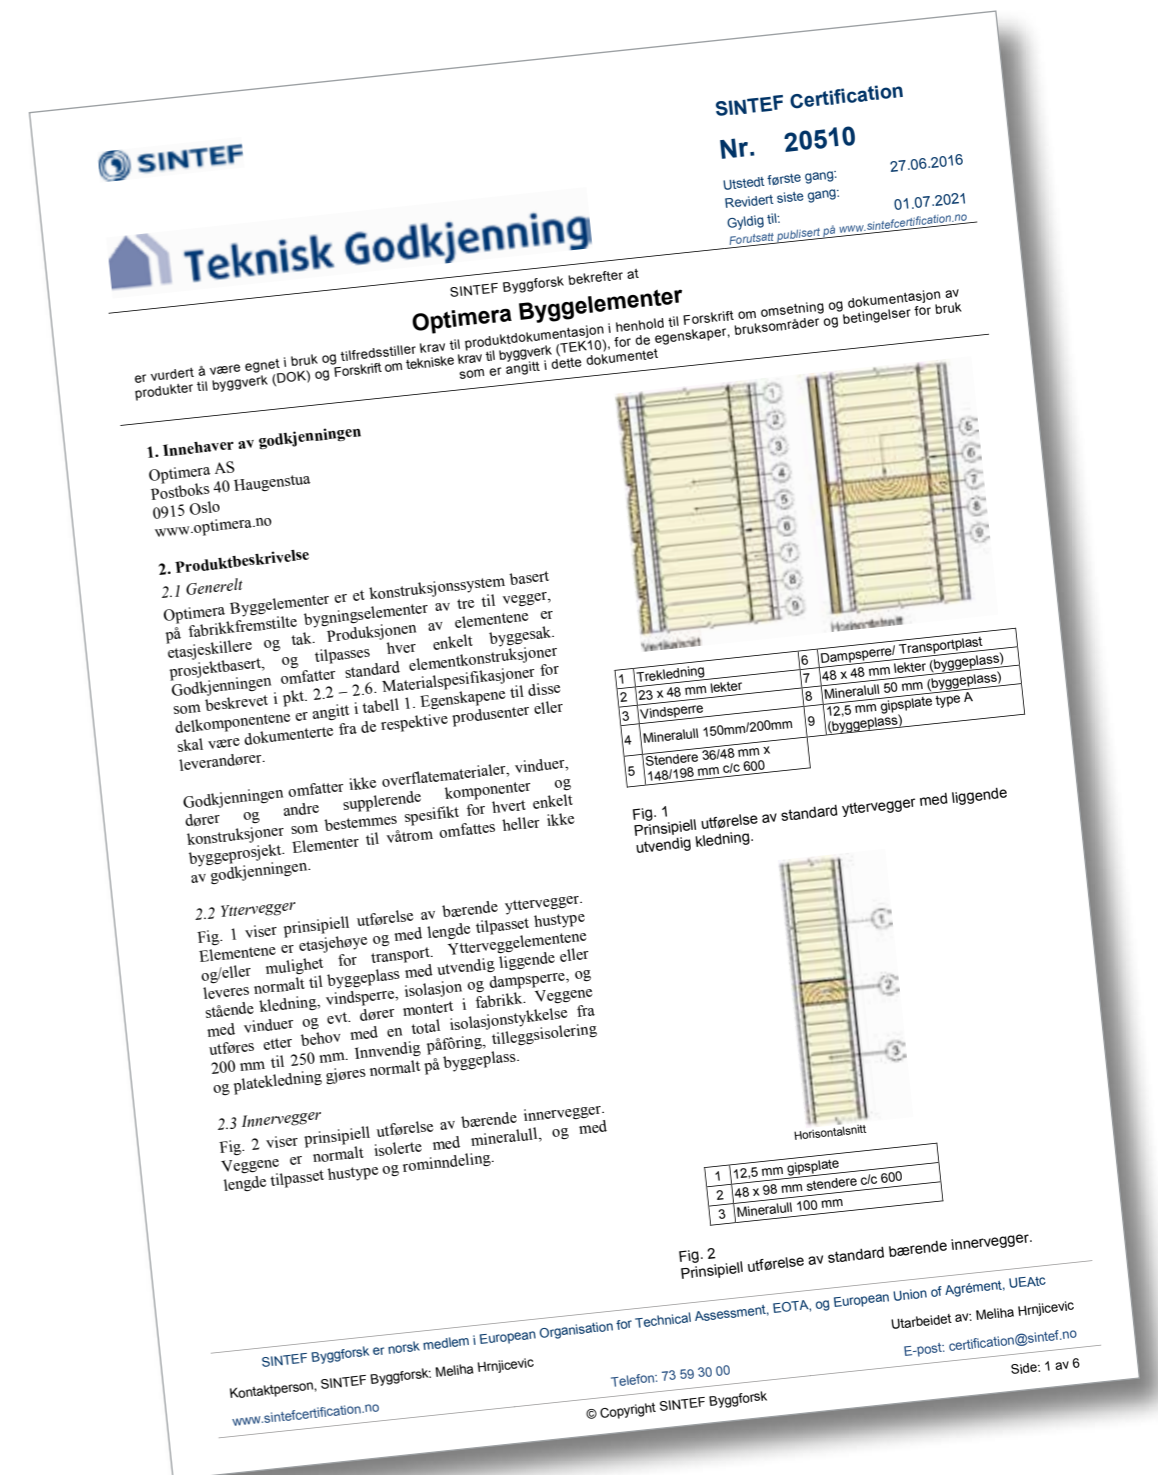 SINTEF
SINTEF Certification
Nr. 20510
Utstedt første gang: 27.06.2016
Revidert siste gang:
Gyldig til: 01.07.2021
Forutsatt publisert på www.sintefcertification.no
Teknisk Godkjenning
SINTEF Byggforsk bekrefter at
Optimera Byggelementer
er vurdert å være egnet i bruk og tilfredsstiller krav til produktdokumentasjon i henhold til Forskrift om omsetning og dokumentasjon av
produkter til byggverk (DOK) og Forskrift om tekniske krav til byggverk (TEK10), for de egenskaper, bruksområder og betingelser for bruk
som er angitt i dette dokumentet
1. Innehaver av godkjenningen
Optimera AS
Postboks 40 Haugenstua
0915 Oslo
www.optimera.no
2. Produktbeskrivelse
2.1 Generelt
Optimera Byggelementer er et konstruksjonssystem basert
på fabrikkfremstilte bygningselementer av tre til vegger,
etasjeskillere og tak. Produksjonen av elementene er
prosjektbasert, og tilpasses hver enkelt byggesak.
Godkjenningen omfatter standard elementkonstruksjoner
som beskrevet i pkt. 2.2 – 2.6. Materialspesifikasjoner for
delkomponentene er angitt i tabell 1. Egenskapene til disse
skal være dokumenterte fra de respektive produsenter eller
leverandører.
Godkjenningen omfatter ikke overflatematerialer, vinduer,
dører og andre supplerende komponenter og
konstruksjoner som bestemmes spesifikt for hvert enkelt
byggeprosjekt. Elementer til våtrom omfattes heller ikke
av godkjenningen.
2.2 Yttervegger
Fig. 1 viser prinsipiell utførelse av bærende yttervegger.
Elementene er etasjehøye og med lengde tilpasset hustype
og/eller mulighet for transport. Ytterveggelementene
leveres normalt til byggeplass med utvendig liggende eller
stående kledning, vindsperre, isolasjon og dampsperre, og
med vinduer og evt. dører montert i fabrikk. Veggene
utføres etter behov med en total isolasjonstykkelse fra
200 mm til 250 mm. Innvendig påfôring, tilleggsisolering
og platekledning gjøres normalt på byggeplass.
2.3 Innervegger
Fig. 2 viser prinsipiell utførelse av bærende innervegger.
Veggene er normalt isolerte med mineralull, og med
lengde tilpasset hustype og rominndeling.
1
2
3
4
5
6
7
8
9
5
6
7
8
9
Vertikalsnitt
Horisontalsnitt
1 Trekledning 6 Dampsperre/ Transportplast
2 23 x 48 mm lekter 7 48 x 48 mm lekter (byggeplass)
3 Vindsperre 8 Mineralull 50 mm (byggeplass)
4 Mineralull 150mm/200mm 9 12,5 mm gipsplate type A
(byggeplass)
5 Stendere 36/48 mm x
148/198 mm c/c 600
Fig. 1
Prinsipiell utførelse av standard yttervegger med liggende
utvendig kledning.
1
2
3
Horisontalsnitt
1 12,5 mm gipsplate
2 48 x 98 mm stendere c/c 600
3 Mineralull 100 mm
Fig. 2
Prinsipiell utførelse av standard bærende innervegger.
SINTEF Byggforsk er norsk medlem i European Organisation for Technical Assessment, EOTA, og European Union of Agrément, UEAtc
Kontaktperson, SINTEF Byggforsk: Meliha Hrnjicevic Utarbeidet av: Meliha Hrnjicevic
www.sintefcertification.no Telefon: 73 59 30 00 E-post: certification@sintef.no
© Copyright SINTEF Byggforsk Side: 1 av 6